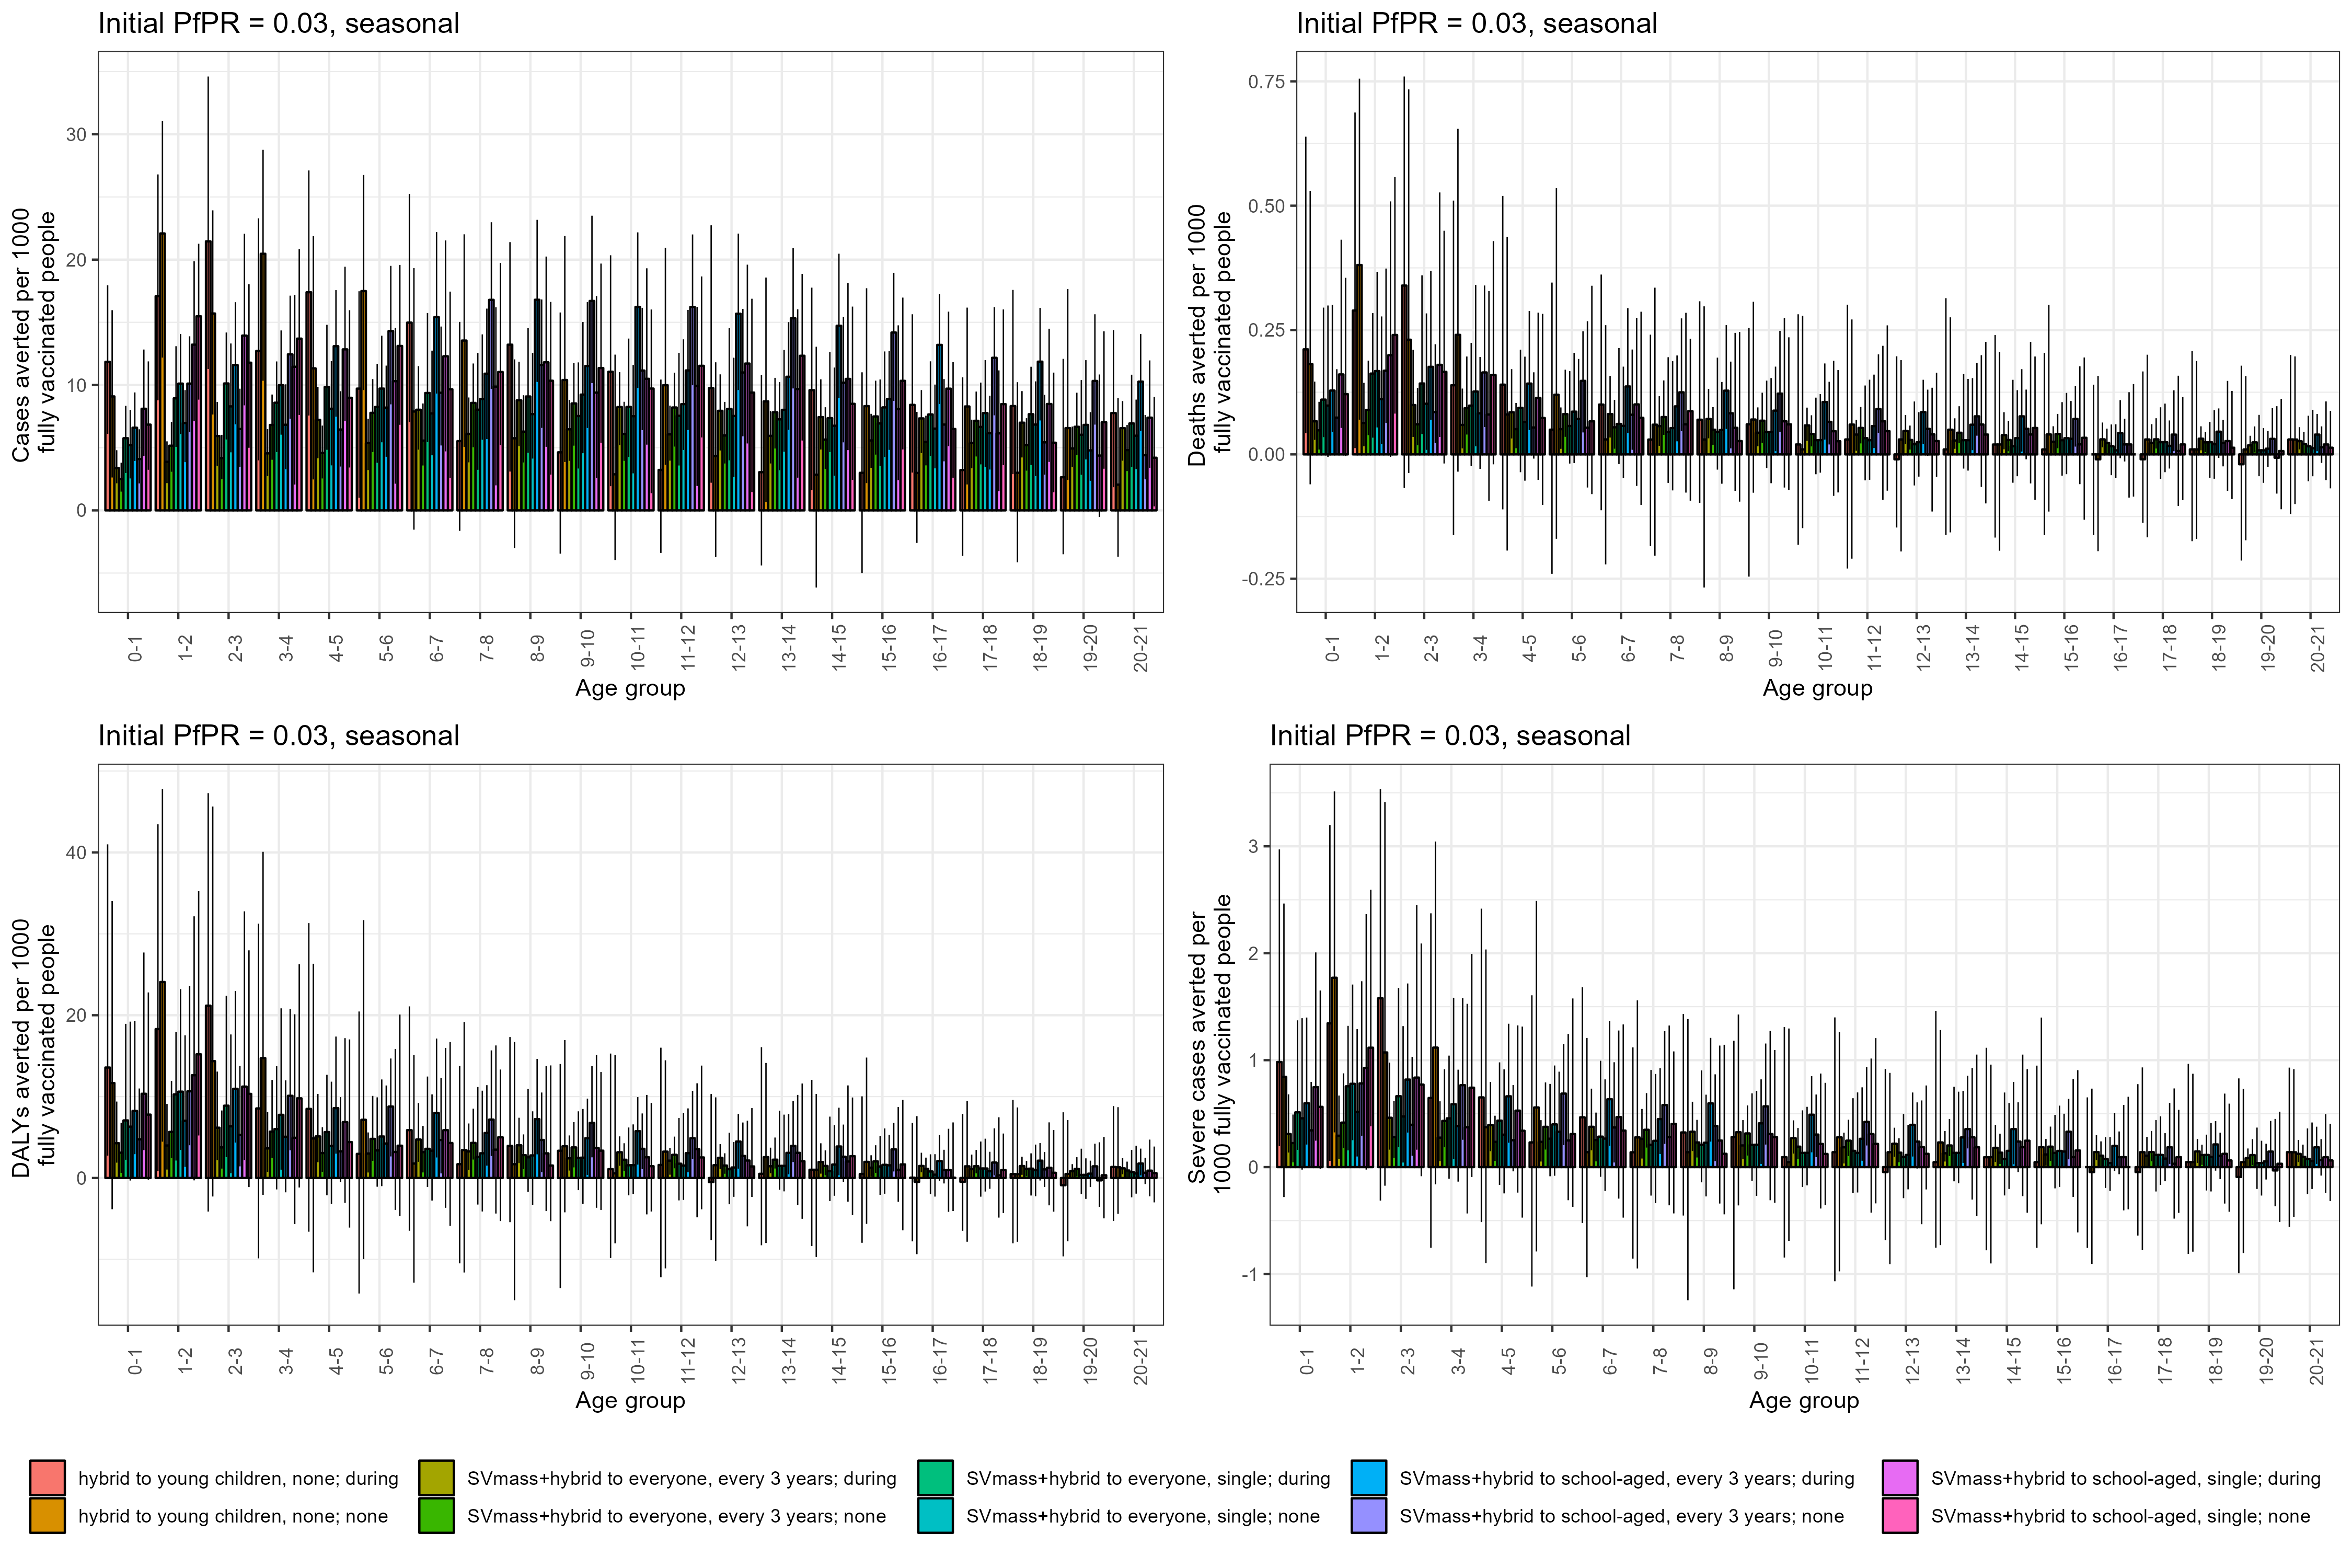 Initial PfPR = 0.03, seasonal
Cases averted per 1000
fully vaccinated people
30
20
10
0
0-1 1-2 2-3 3-4 4-5 5-6 6-7 7-8 8-9 9-10 10-11 11-12 12-13 13-14 14-15 15-16 16-17 17-18 18-19 19-20 20-21
Age group
Initial PfPR = 0.03, seasonal
Deaths averted per 1000
fully vaccinated people
0.75
0.50
0.25
0.00
-0.25
0-1 1-2 2-3 3-4 4-5 5-6 6-7 7-8 8-9 9-10 10-11 11-12 12-13 13-14 14-15 15-16 16-17 17-18 18-19 19-20 20-21
Age group
Initial PfPR = 0.03, seasonal
DALYs averted per 1000
fully vaccinated people
40
20
0
0-1 1-2 2-3 3-4 4-5 5-6 6-7 7-8 8-9 9-10 10-11 11-12 12-13 13-14 14-15 15-16 16-17 17-18 18-19 19-20 20-21
Age group
Initial PfPR = 0.03, seasonal
Severe cases averted per
1000 fully vaccinated people
3
2
1
0
-1
0-1 1-2 2-3 3-4 4-5 5-6 6-7 7-8 8-9 9-10 10-11 11-12 12-13 13-14 14-15 15-16 16-17 17-18 18-19 19-20 20-21
Age group
hybrid to young children, none; during
hybrid to young children, none; none
SVmass+hybrid to everyone, every 3 years; during
SVmass+hybrid to everyone, every 3 years; none
SVmass+hybrid to everyone, single; during
SVmass+hybrid to everyone, single; none
SVmass+hybrid to school-aged, every 3 years; during
SVmass+hybrid to school-aged, every 3 years; none
SVmass+hybrid to school-aged, single; during
SVmass+hybrid to school-aged, single; none